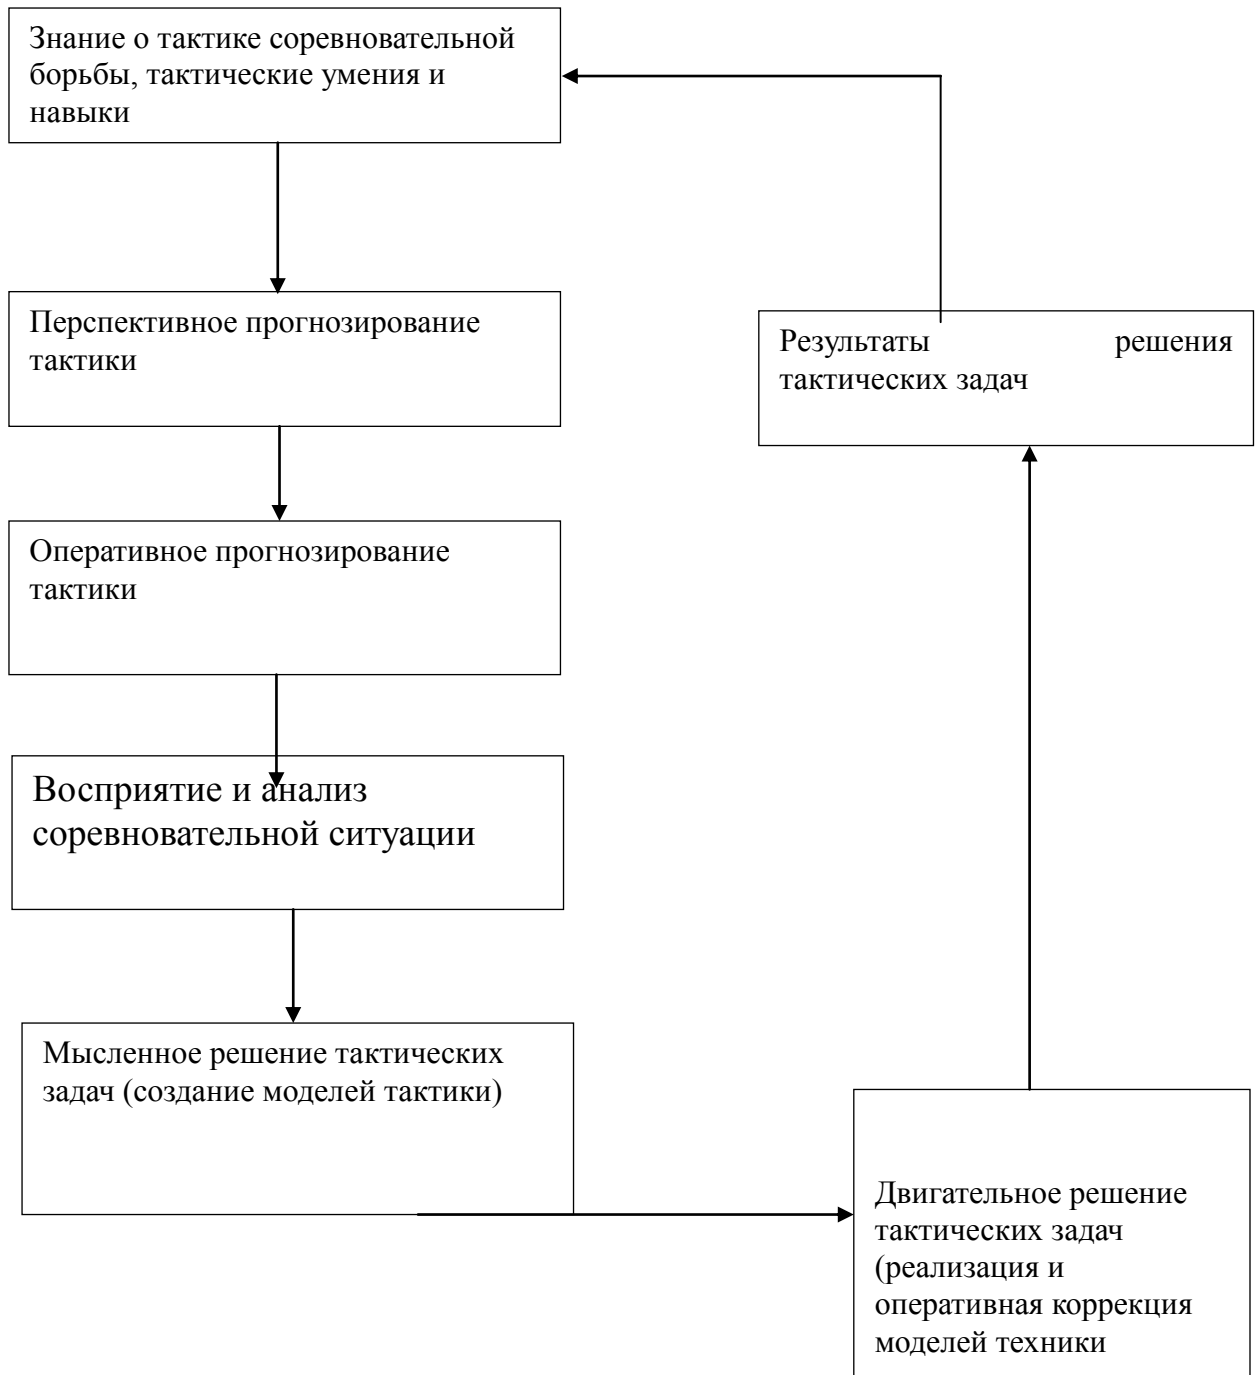 Знание о тактике соревновательной
борьбы, тактические умения и
навыки
Перспективное прогнозирование
тактики
Результаты решения
тактических задач
Оперативное прогнозирование
тактики
Восприятие и анализ
соревновательной ситуации
Мысленное решение тактических
задач (создание моделей тактики)
Двигательное решение
тактических задач
(реализация и
оперативная коррекция
моделей техники